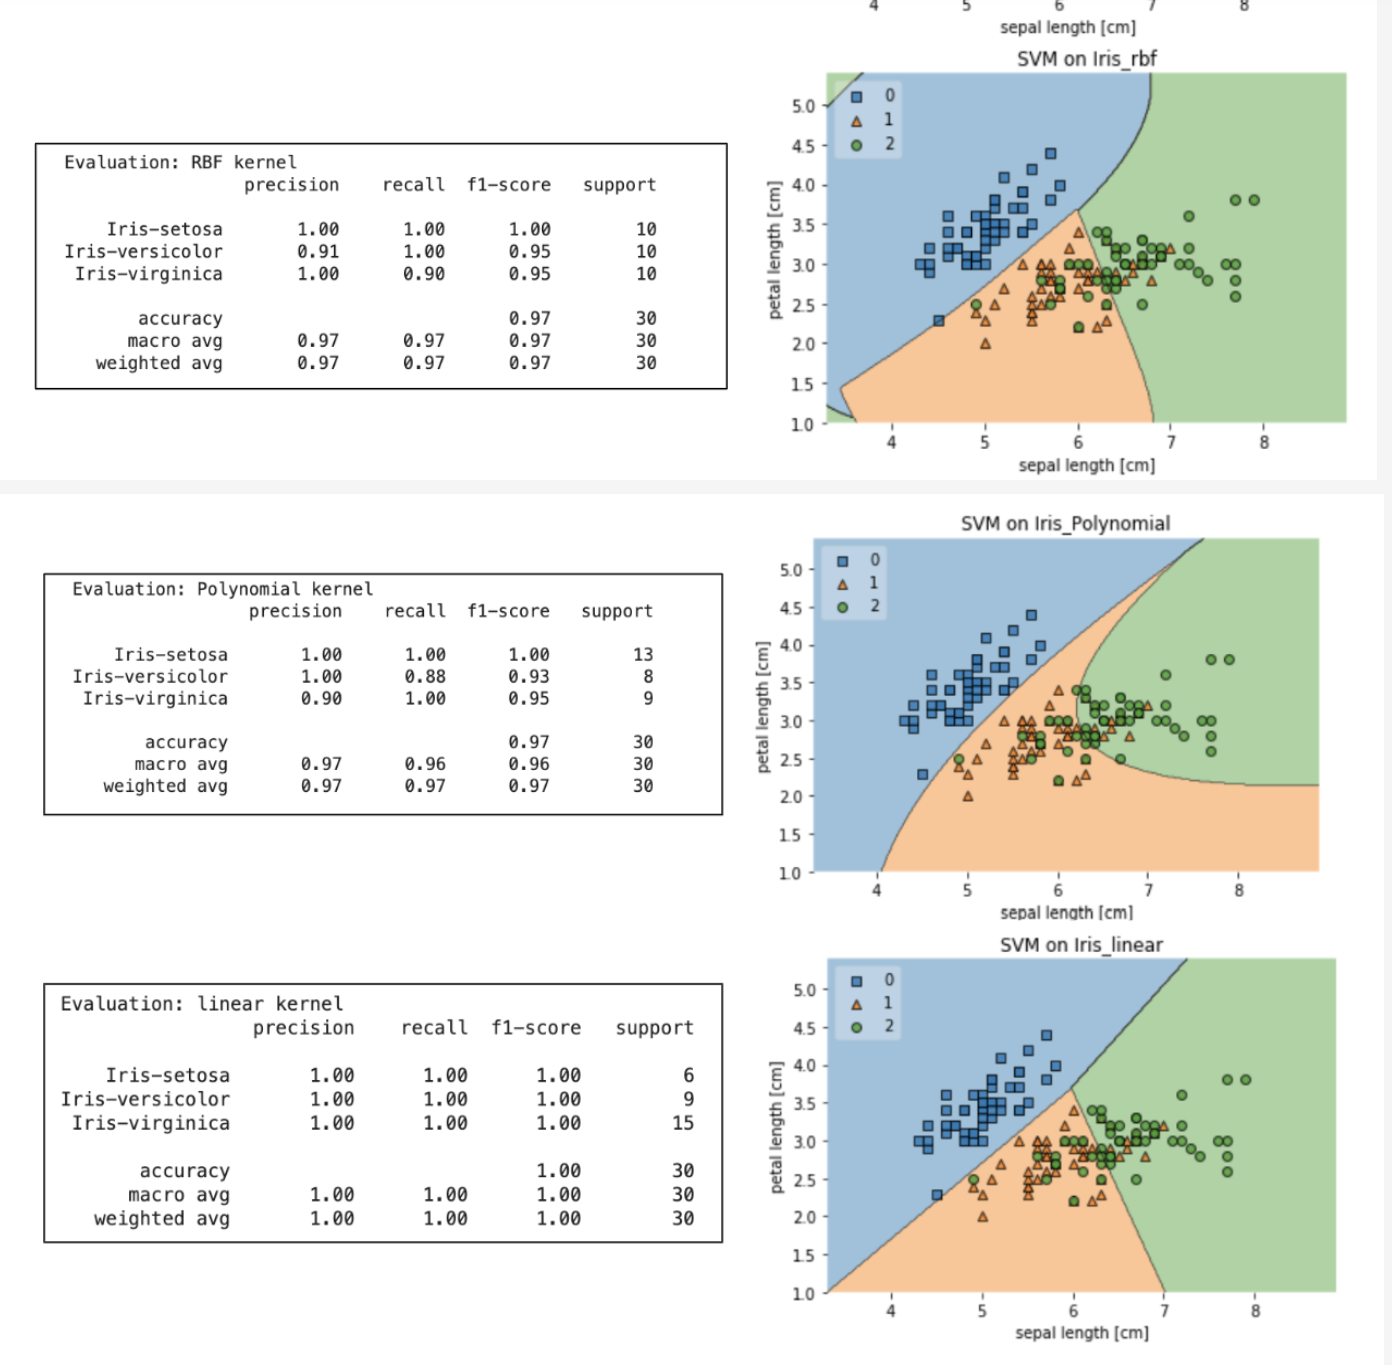 4 5 6 7 8
sepal length [cm]
SVM on Iris_rbf
0
1
2
5.0
4.5
4.0
3.5
3.0
2.5
2.0
1.5
1.0
petal length [cm]
4 5 6 7 8
sepal length [cm]
Evaluation: RBF kernel
precision recall f1-score support
Iris-setosa 1.00 1.00 1.00 10
Iris-versicolor 0.91 1.00 0.95 10
Iris-virginica 1.00 0.90 0.95 10
accuracy 0.97 30
macro avg 0.97 0.97 0.97 30
weighted avg 0.97 0.97 0.97 30
SVM on Iris_Polynomial
0
1
2
5.0
4.5
4.0
3.5
3.0
2.5
2.0
1.5
1.0
petal length [cm]
4 5 6 7 8
sepal length [cm]
Evaluation: Polynomial kernel
precision recall f1-score support
Iris-setosa 1.00 1.00 1.00 13
Iris-versicolor 1.00 0.88 0.93 8
Iris-virginica 0.90 1.00 0.95 9
accuracy 0.97 30
macro avg 0.97 0.96 0.96 30
weighted avg 0.97 0.97 0.97 30
SVM on Iris_linear
0
1
2
5.0
4.5
4.0
3.5
3.0
2.5
2.0
1.5
1.0
petal length [cm]
4 5 6 7 8
sepal length [cm]
Evaluation: linear kernel
precision recall f1-score support
Iris-setosa 1.00 1.00 1.00 6
Iris-versicolor 1.00 1.00 1.00 9
Iris-virginica 1.00 1.00 1.00 15
accuracy 1.00 30
macro avg 1.00 1.00 1.00 30
weighted avg 1.00 1.00 1.00 30